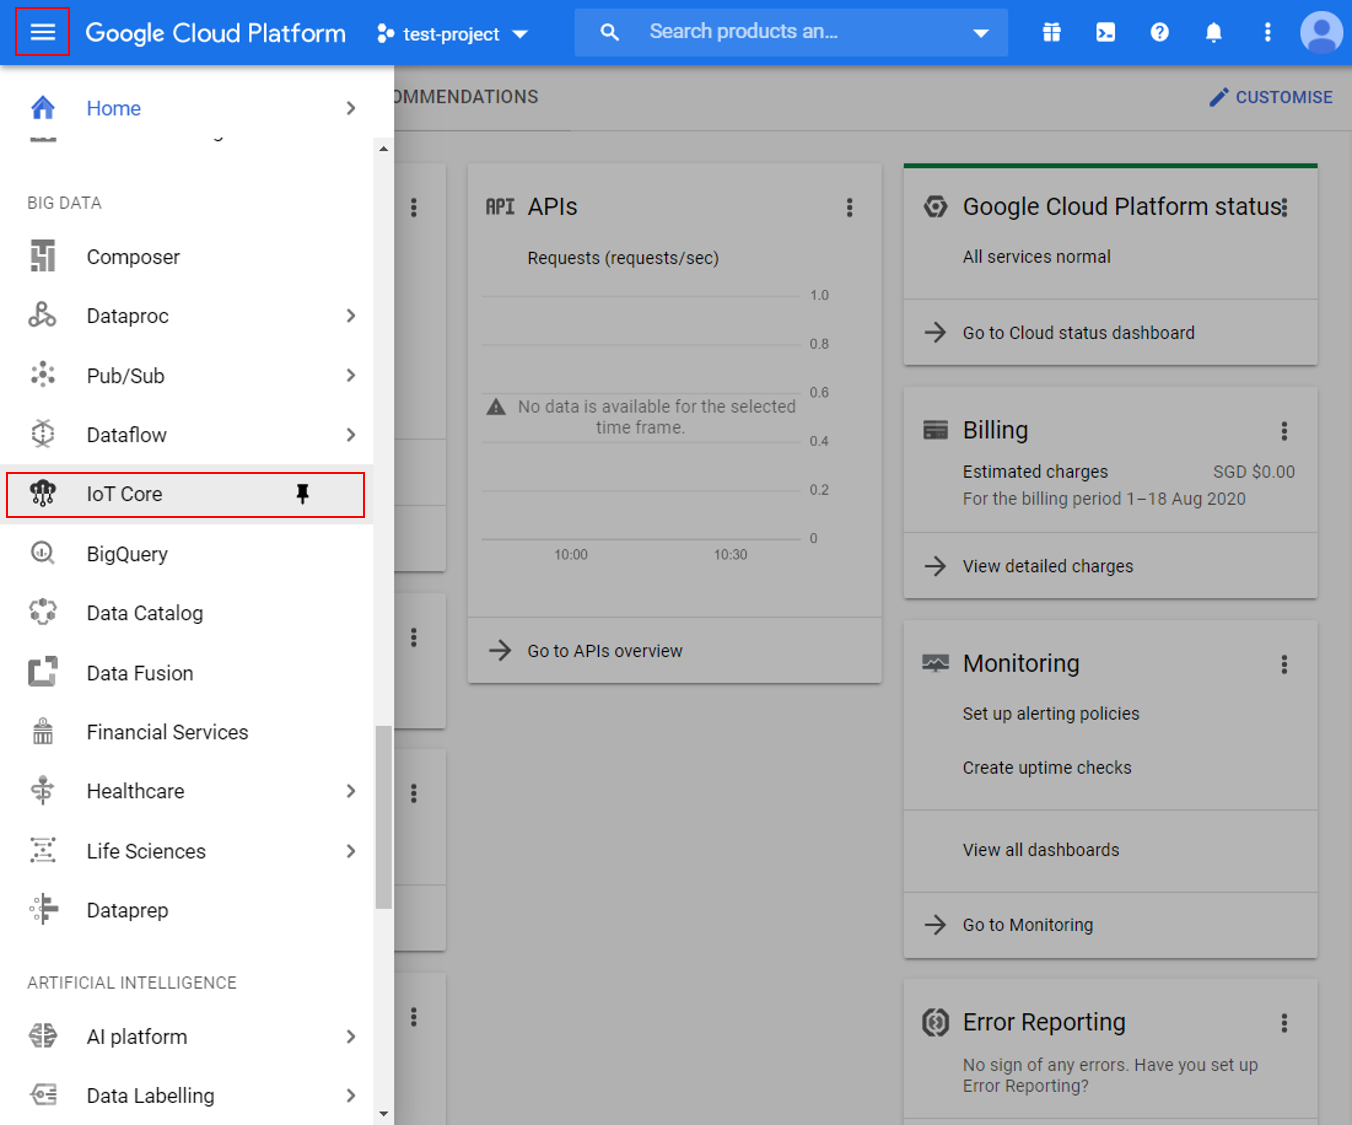 Google Cloud Platform
test-project
Search products an...
Home
OMMENDATIONS
CUSTOMISE
BIG DATA
Composer
Dataproc
Pub/Sub
Dataflow
IoT Core
BigQuery
Data Catalog
Data Fusion
Financial Services
Healthcare
Life Sciences
Dataprep
ARTIFICIAL INTELLIGENCE
AI platform
Data Labelling
API APIs
Requests (requests/sec)
1.0
0.8
0.6
No data is available for the selected
time frame.
0.4
0.2
0
10:00 10:30
Go to APIs overview
Google Cloud Platform status
All services normal
Go to Cloud status dashboard
Billing
Estimated charges SGD $0.00
For the billing period 1–18 Aug 2020
View detailed charges
Monitoring
Set up alerting policies
Create uptime checks
View all dashboards
Go to Monitoring
Error Reporting
No sign of any errors. Have you set up
Error Reporting?